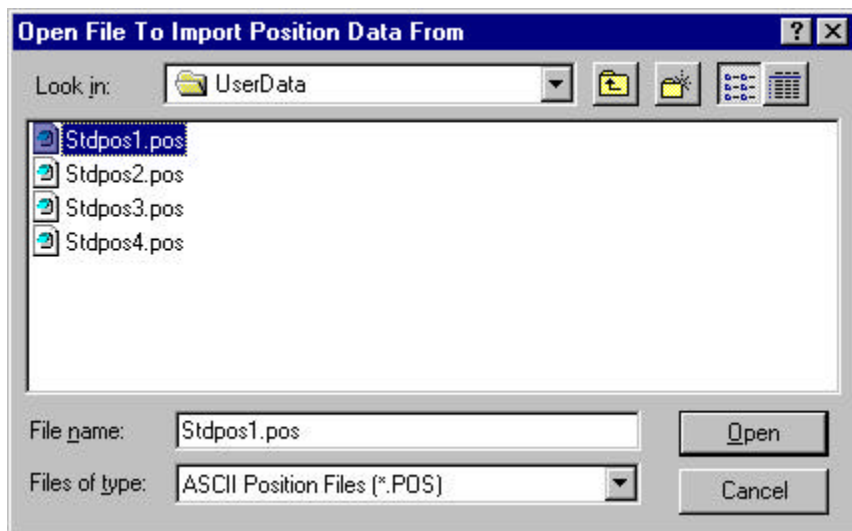 Open File To Import Position Data From
Look in: UserData
Stdpos1.pos
Stdpos2.pos
Stdpos3.pos
Stdpos4.pos
File name: Stdpos1.pos Open
Files of type: ASCII Position Files (*.POS) Cancel